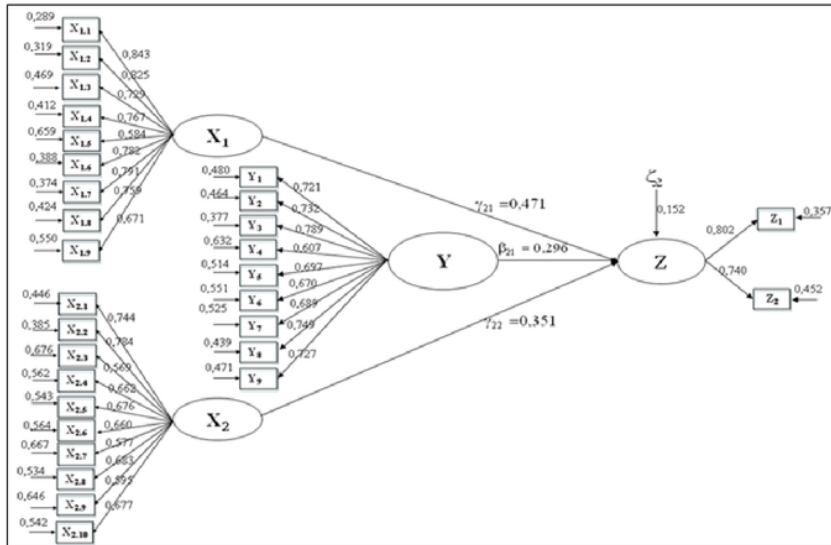 0,289
X1.1
0,319
X1.2
0,469
X1.3
0,412
X1.4
0,659
X1.5
0,388
X1.6
0,374
X1.7
0,424
X1.8
0,550
X1.9
0,843
0,825
0,729
0,767
0,584
0,782
0,791
0,759
0,671
X1
0,446
X2.1
0,385
X2.2
0,676
X2.3
0,562
X2.4
0,543
X2.5
0,564
X2.6
0,667
X2.7
0,534
X2.8
0,646
X2.9
0,542
X2.10
0,744
0,784
0,569
0,662
0,676
0,660
0,577
0,683
0,595
0,677
X2
0,480
Y1
0,464
Y2
0,377
Y3
0,632
Y4
0,514
Y5
0,551
Y6
0,525
Y7
0,439
Y8
0,471
Y9
0,721
0,732
0,789
0,607
0,697
0,670
0,689
0,749
0,727
Y
γ21 =0,471
β21 = 0,296
γ22 =0,351
ζ2
0,152
Z
0,802
Z1
0,357
0,740
Z2
0,452